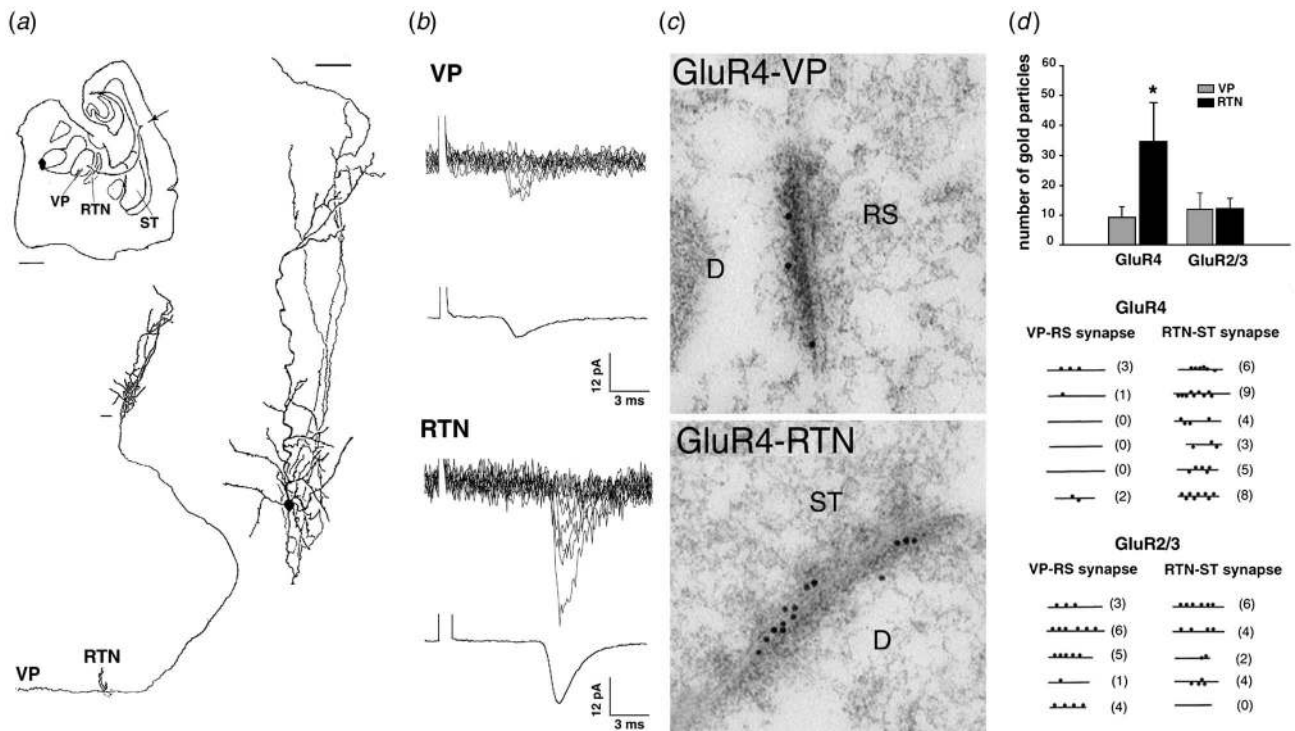 (a)
VP
RTN
ST
VP
RTN
(b)
VP
12 pA
3 ms
RTN
12 pA
3 ms
(c)
GluR4-VP
RS
D
GluR4-RTN
ST
D
(d)
number of gold particles
60
50
40
30
20
10
0
*
VP
RTN
GluR4
GluR2/3
GluR4
VP-RS synapse RTN-ST synapse
(3) (6)
(1) (9)
(0) (4)
(0) (3)
(0) (5)
(2) (8)
GluR2/3
VP-RS synapse RTN-ST synapse
(3) (6)
(6) (4)
(5) (2)
(1) (4)
(4) (0)